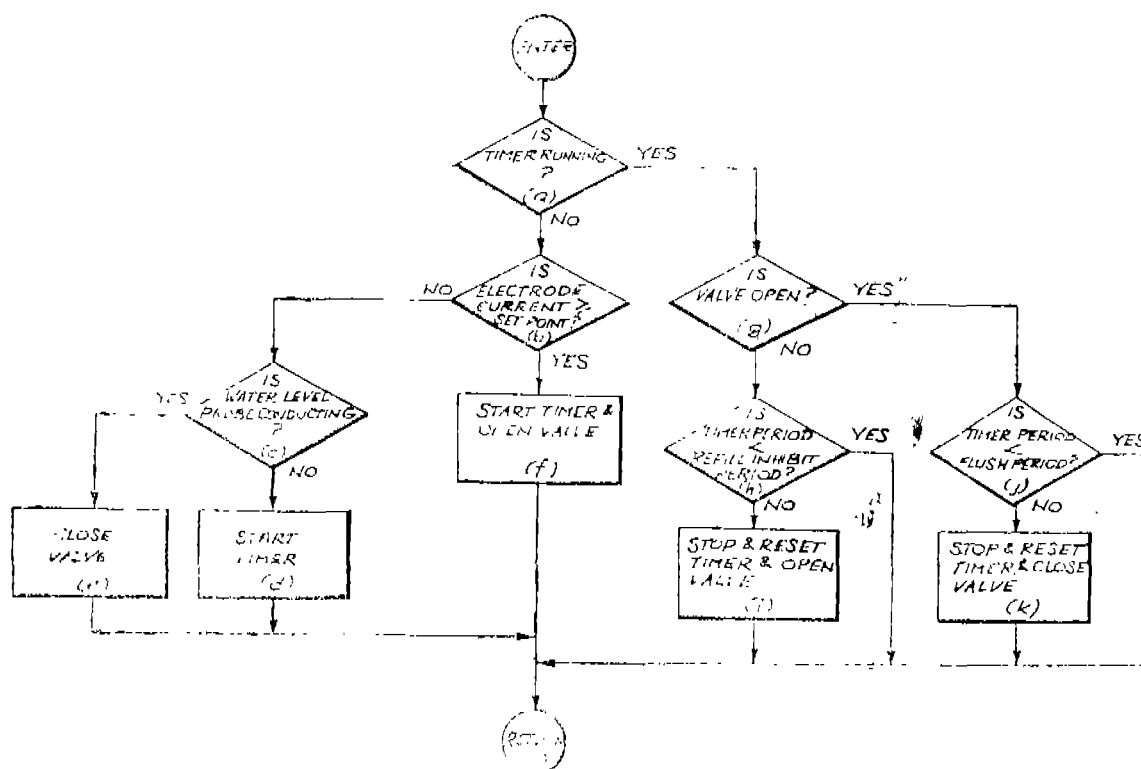 ENTER
IS
TIMER RUNNING
?
(a)
YES
NO
IS
ELECTRODE
CURRENT >
SET POINT?
(b)
NO
YES
IS
VALVE OPEN?
(g)
YES
NO
IS
WATER LEVEL
PROBE CONDUCTING
?
(c)
YES
NO
START TIMER &
OPEN VALVE
(f)
IS
TIMER PERIOD
<
REFILL INHIBIT
PERIOD?
(h)
YES
NO
IS
TIMER PERIOD
<
FLUSH PERIOD?
(j)
YES
NO
CLOSE
VALVE
(e)
START
TIMER
(d)
STOP & RESET
TIMER & OPEN
VALVE
(i)
STOP & RESET
TIMER & CLOSE
VALVE
(k)
RETURN